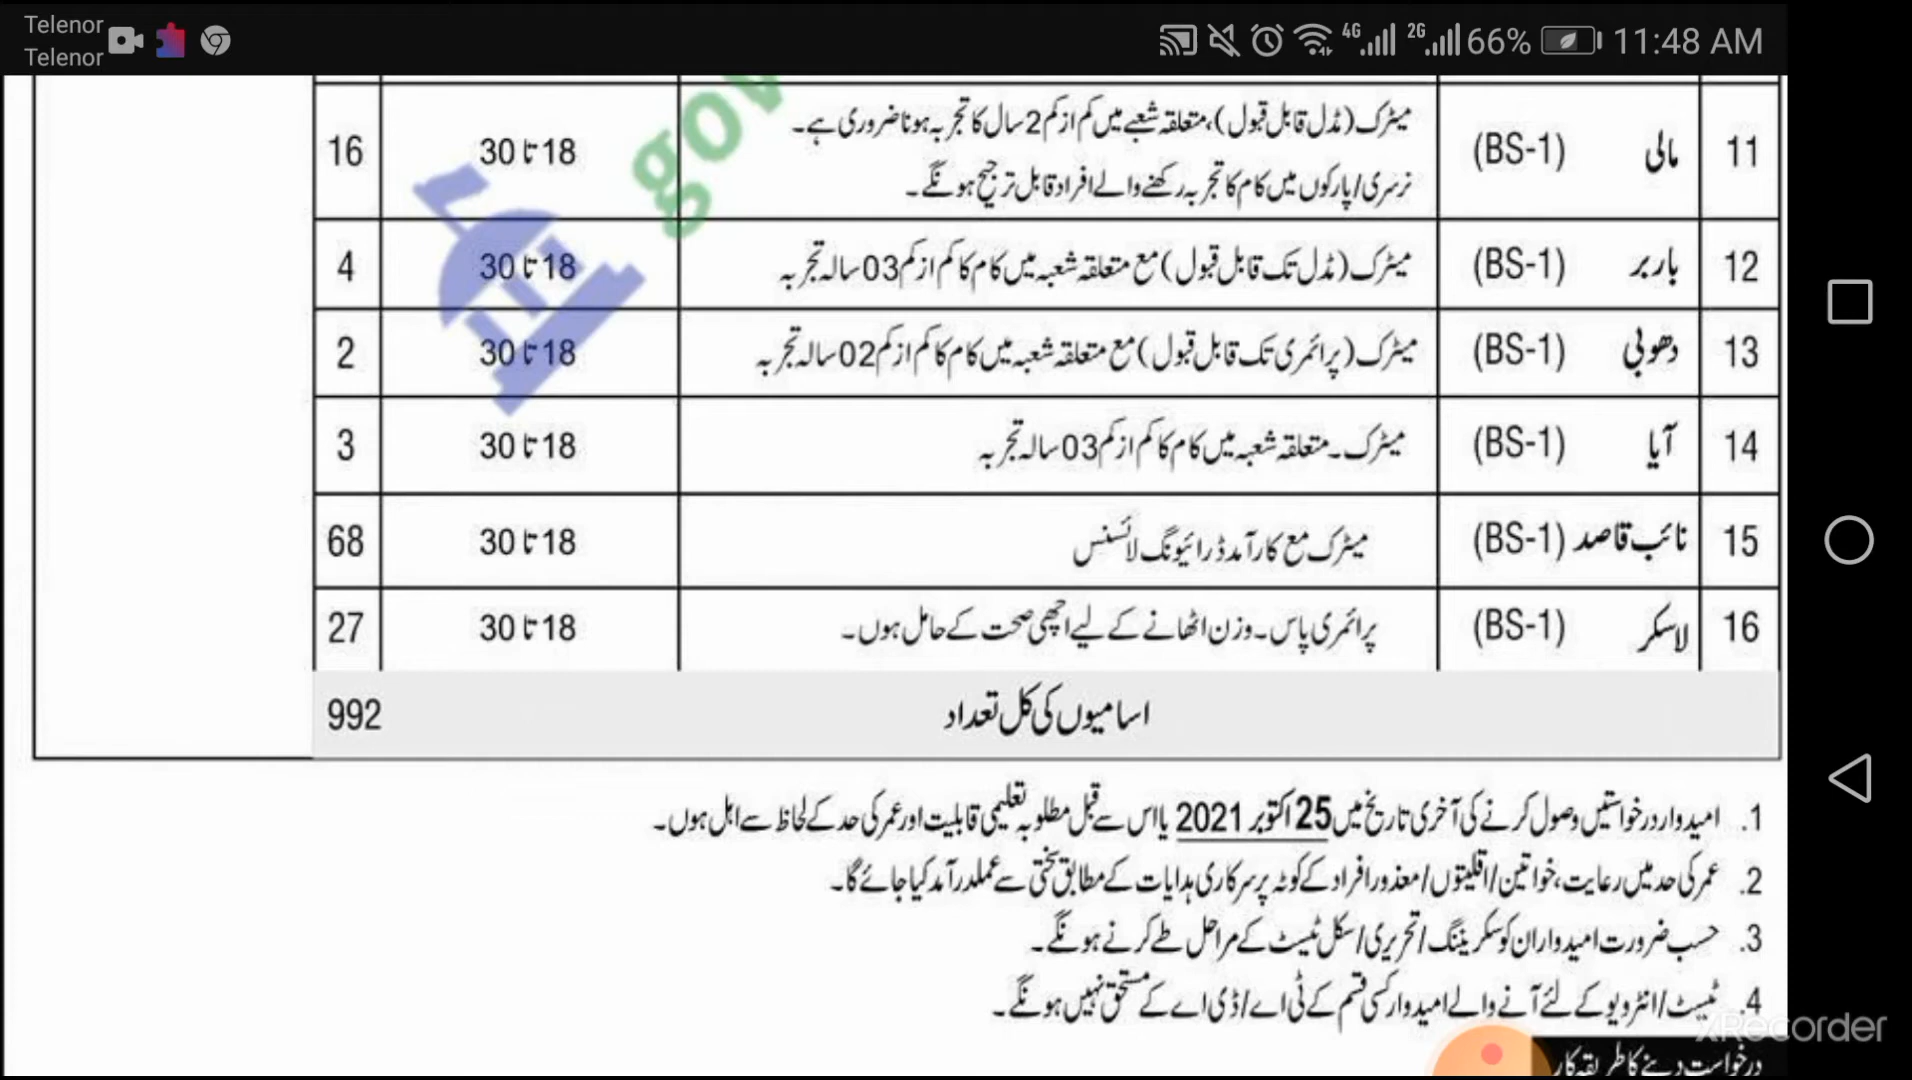 Telenor
Telenor
4G 2G 66% 11:48 AM
gov
11 مالی (BS-1) میٹرک (مڈل قابل قبول)، متعلقہ شعبے میں کم از کم 2 سال کا تجربہ ہونا ضروری ہے۔
نرسری/پارکوں میں کام کا تجربہ رکھنے والے افراد قابل ترجیح ہونگے۔ 18 تا 30 16
12 باربر (BS-1) میٹرک (مڈل تک قابل قبول) مع متعلقہ شعبہ میں کام کا کم از کم 03 سالہ تجربہ 18 تا 30 4
13 دھوبی (BS-1) میٹرک (پرائمری تک قابل قبول) مع متعلقہ شعبہ میں کام کا کم از کم 02 سالہ تجربہ 18 تا 30 2
14 آیا (BS-1) میٹرک۔ متعلقہ شعبہ میں کام کا کم از کم 03 سالہ تجربہ 18 تا 30 3
15 نائب قاصد (BS-1) میٹرک مع کارآمد ڈرائیونگ لائسنس 18 تا 30 68
16 لاسکر (BS-1) پرائمری پاس۔ وزن اٹھانے کے لیے اچھی صحت کے حامل ہوں۔ 18 تا 30 27
اسامیوں کی کل تعداد 992
1. امیدوار درخواستیں وصول کرنے کی آخری تاریخ میں 25 اکتوبر 2021 یا اس سے قبل مطلوبہ تعلیمی قابلیت اور عمر کی حد کے لحاظ سے اہل ہوں۔
2. عمر کی حد میں رعایت، خواتین/اقلیتوں/معذور افراد کے کوٹہ پر سرکاری ہدایات کے مطابق سختی سے عملدرآمد کیا جائے گا۔
3. حسب ضرورت امیدواران کو سکریننگ/تحریری/سکل ٹیسٹ کے مراحل طے کرنے ہونگے۔
4. ٹیسٹ/انٹرویو کے لئے آنے والے امیدوار کسی قسم کے ٹی اے/ڈی اے کے مستحق نہیں ہونگے۔
XRecorder
درخواست دینے کا طریقہ کار